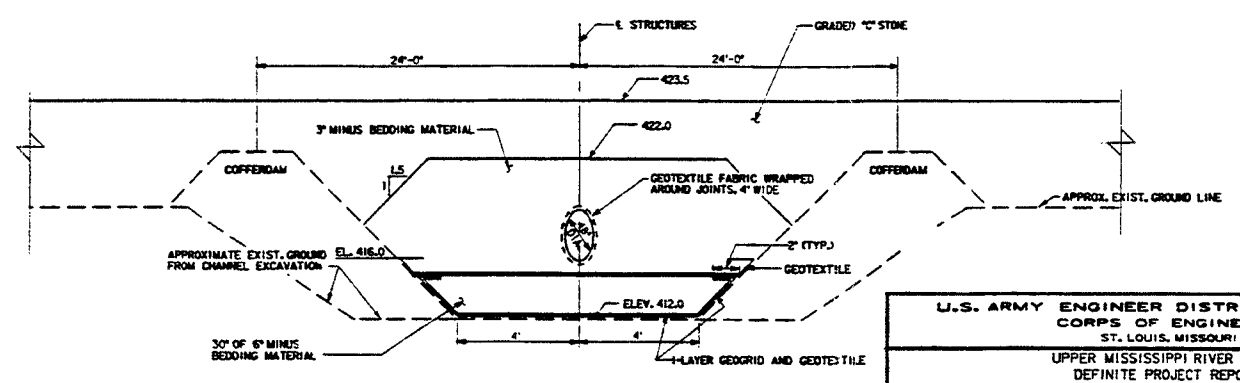 ℄ STRUCTURES
GRADED "C" STONE
24'-0"
24'-0"
423.5
3" MINUS BEDDING MATERIAL
422.0
1.5
1
COFFERDAM
GEOTEXTILE FABRIC WRAPPED
AROUND JOINTS, 4' WIDE
COFFERDAM
APPROX. EXIST. GROUND LINE
48"
APPROXIMATE EXIST. GROUND
FROM CHANNEL EXCAVATION
EL. 416.0
2' (TYP.)
GEOTEXTILE
ELEV. 412.0
4'
4'
30" OF 6" MINUS
BEDDING MATERIAL
1-LAYER GEOGRID AND GEOTEXTILE
U.S. ARMY ENGINEER DISTR
CORPS OF ENGINE
ST. LOUIS, MISSOURI
UPPER MISSISSIPPI RIVER
DEFINITE PROJECT REPO